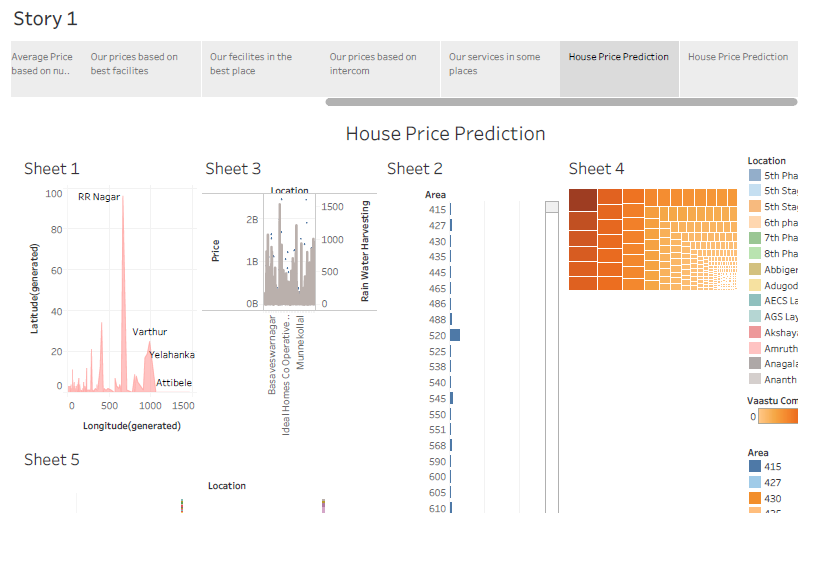 Story 1
Average Price
based on nu..
Our prices based on
best facilites
Our fecilites in the
best place
Our prices based on
intercom
Our services in some
places
House Price Prediction
House Price Prediction
House Price Prediction
Sheet 1
100
80
60
40
20
0
Latitude(generated)
RR Nagar
Varthur
Yelahanka
Attibele
0
500
1000
1500
Longitude(generated)
Sheet 3
Location
Price
2B
1B
0B
1500
1000
500
0
Rain Water Harvesting
Basaveswarnagar
Ideal Homes Co Operative ..
Munnekollal
Sheet 2
Area
415
427
430
435
445
465
486
488
520
525
538
540
545
550
551
568
590
600
605
610
Sheet 4
Location
5th Pha
5th Stag
5th Stag
6th pha
7th Pha
8th Pha
Abbiger
Adugod
AECS La
AGS Lay
Akshay
Amruth
Anagala
Ananth
Vaastu Com
0
Area
415
427
430
435
Sheet 5
Location